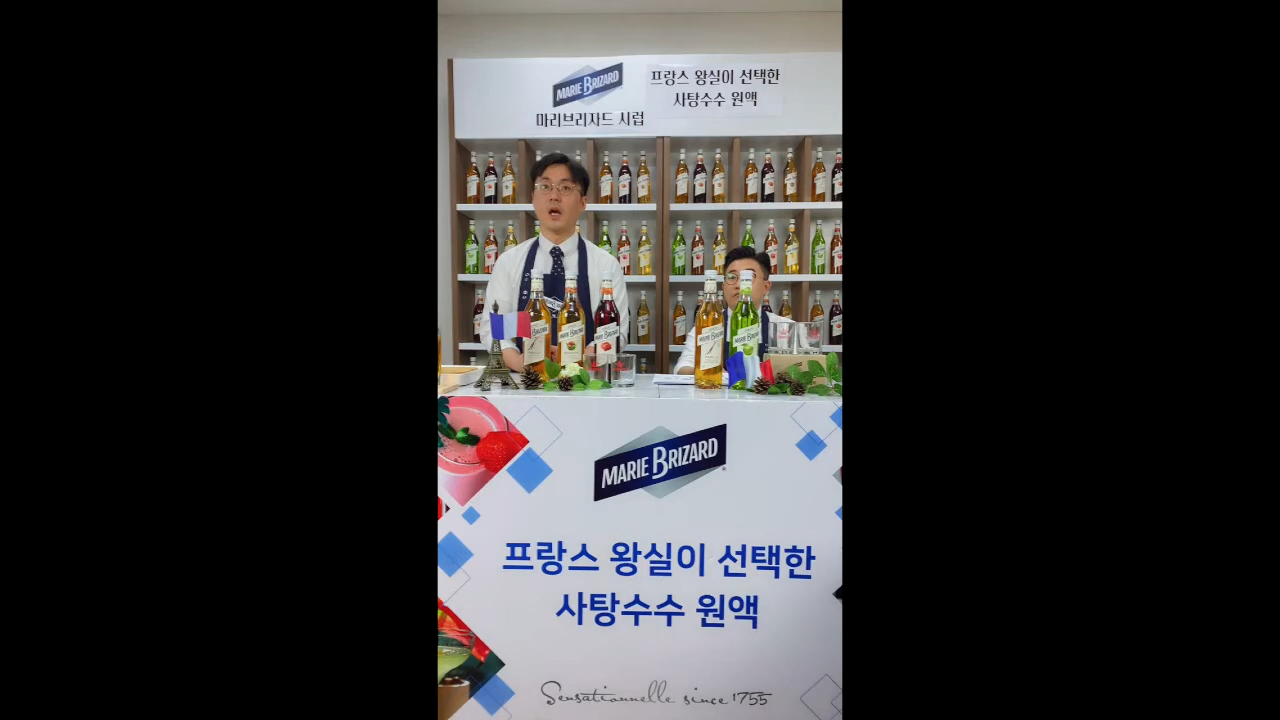 MARIE BRIZARD
마리브리자드 시럽
프랑스 왕실이 선택한
사탕수수 원액
MARIE BRIZARD
프랑스 왕실이 선택한
사탕수수 원액
Sensationnelle since 1755